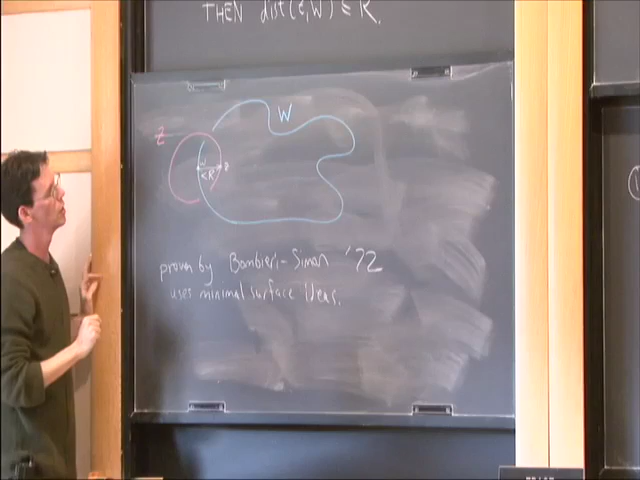 THEN dist(z,W) ≤ R.
W
z
w
z
≤R
proven by Bombieri-Simon '72
uses minimal surface ideas.